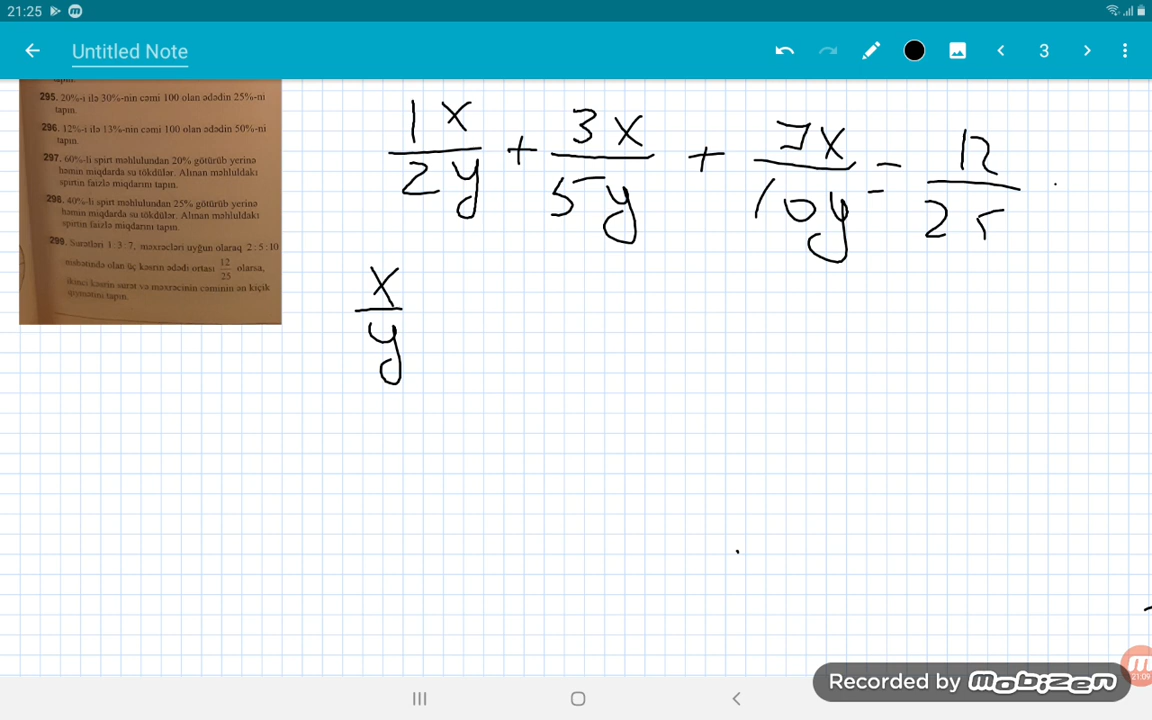 21:25
Untitled Note
3
tapın.
295. 20%-i ilə 30%-nin cəmi 100 olan ədədin 25%-ni
tapın.
296. 12%-i ilə 13%-nin cəmi 100 olan ədədin 50%-ni
tapın.
297. 60%-li spirt məhlulundan 20% götürüb yerinə
həmin miqdarda su tökdülər. Alınan məhluldakı
spirtin faizlə miqdarını tapın.
298. 40%-li spirt məhlulundan 25% götürüb yerinə
həmin miqdarda su tökdülər. Alınan məhluldakı
spirtin faizlə miqdarını tapın.
299. Surətləri 1:3:7, məxrəcləri uyğun olaraq 2:5:10
nisbətində olan üç kəsrin ədədi ortası 12/25 olarsa,
ikinci kəsrin surət və məxrəcinin cəminin ən kiçik
qiymətini tapın.
1x/2y + 3x/5y + 7x/10y = 12/25
x/y
Recorded by mobizen
21:09